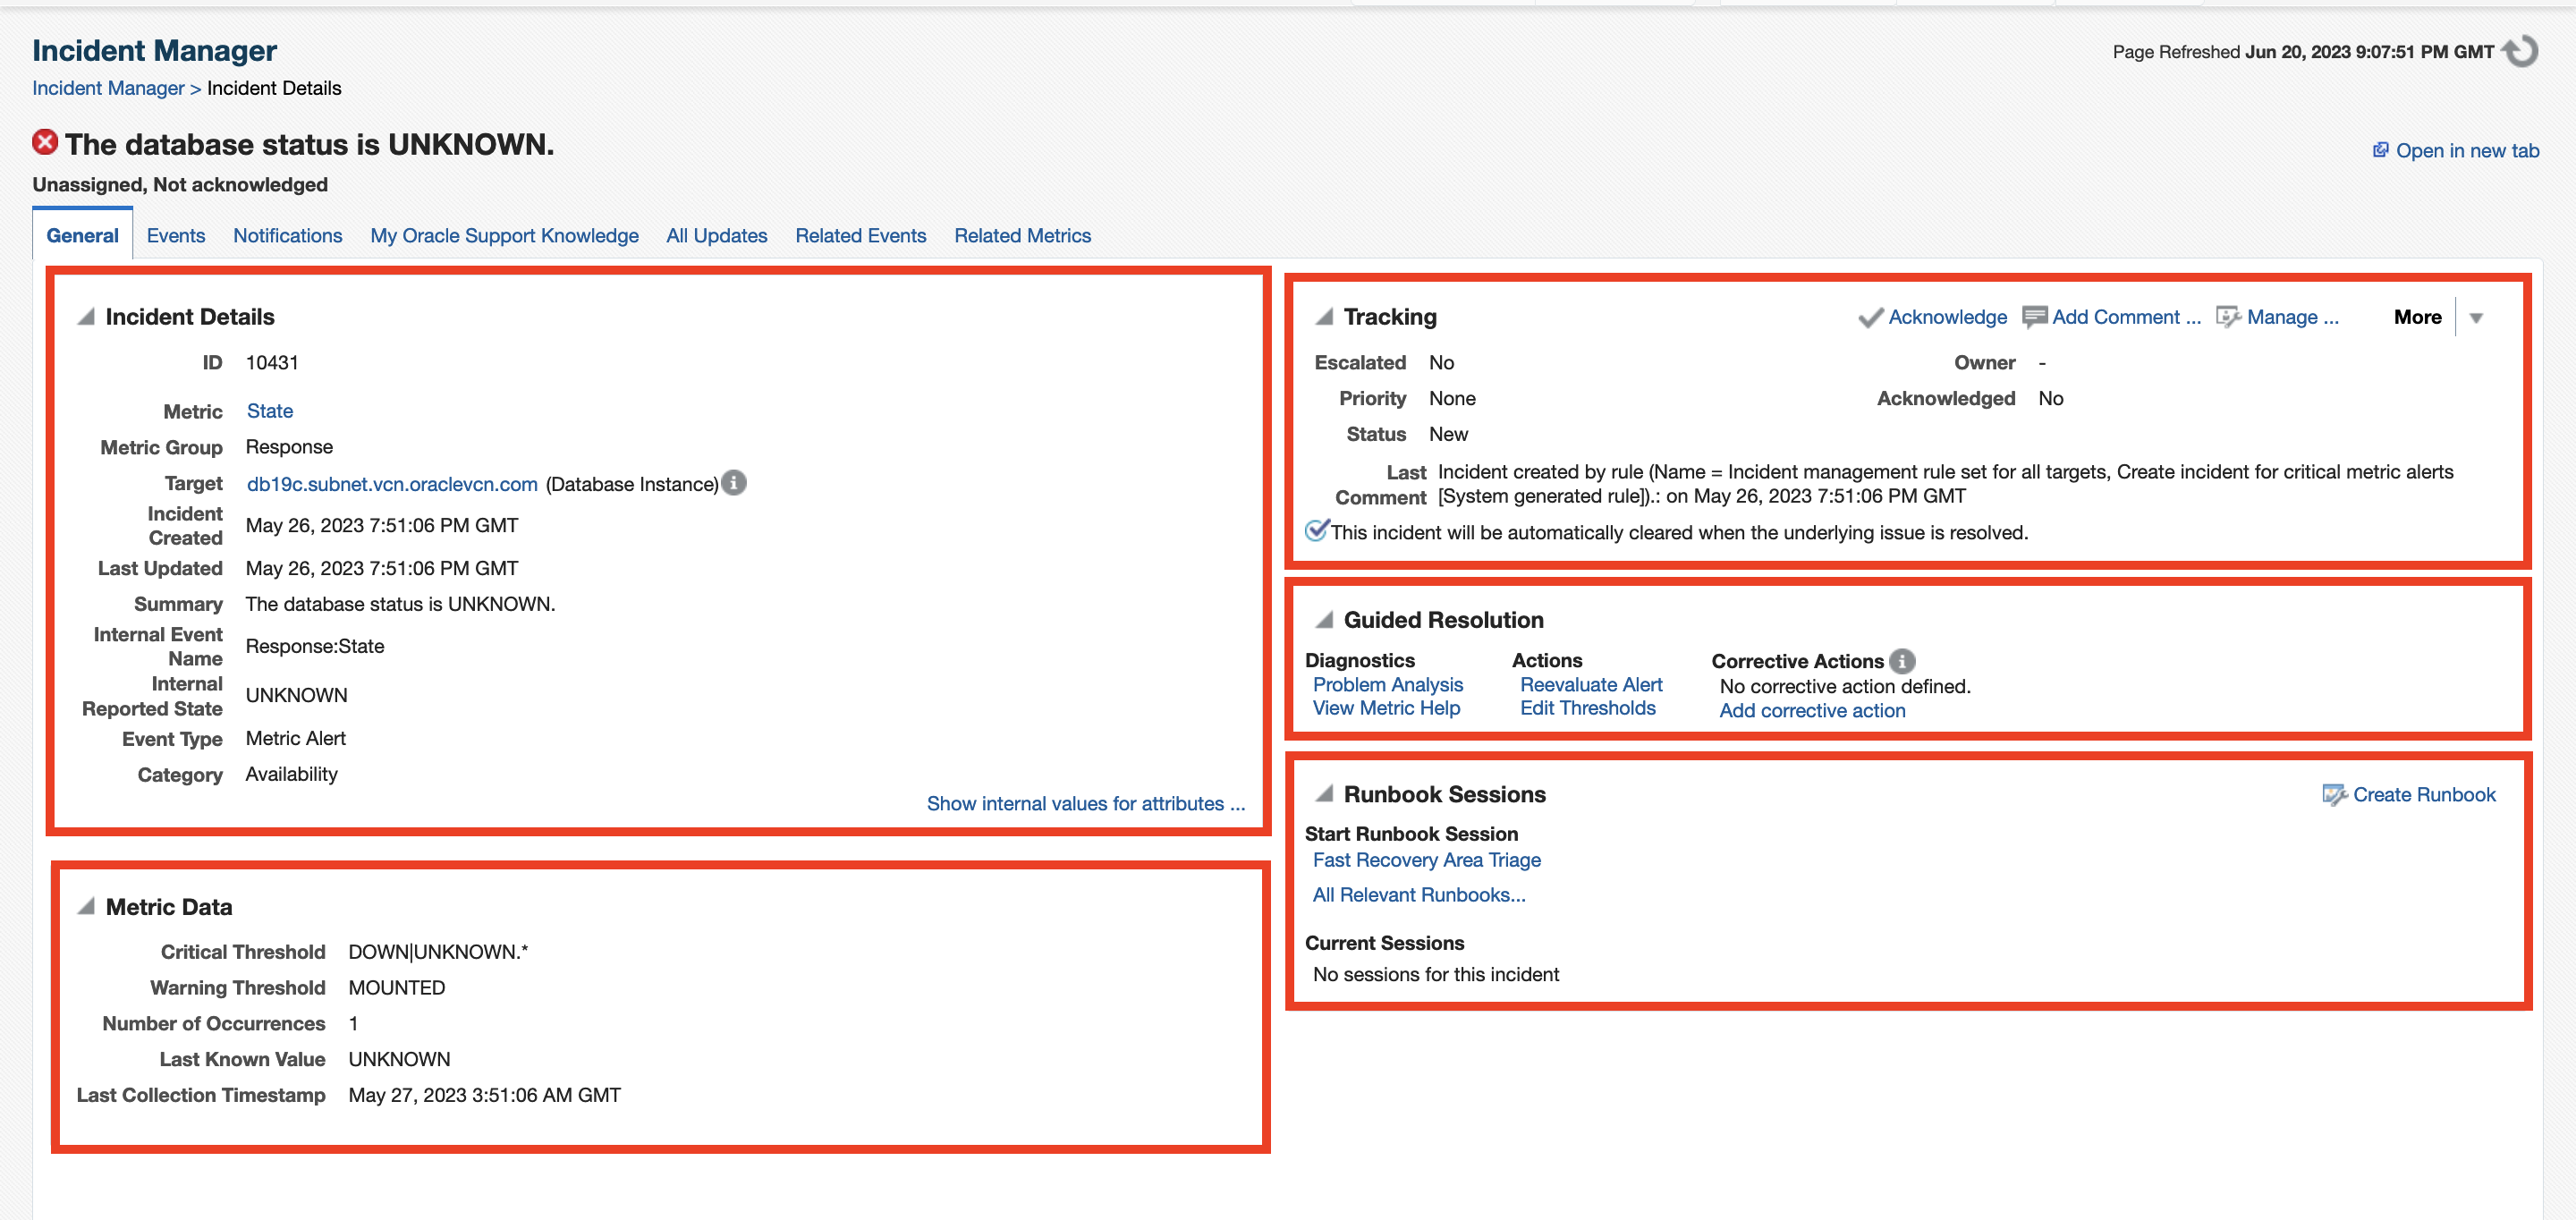 Incident Manager
Page Refreshed Jun 20, 2023 9:07:51 PM GMT
Incident Manager > Incident Details
The database status is UNKNOWN.
Open in new tab
Unassigned, Not acknowledged
General Events Notifications My Oracle Support Knowledge All Updates Related Events Related Metrics
Incident Details
ID 10431
Metric State
Metric Group Response
Target db19c.subnet.vcn.oraclevcn.com (Database Instance)
Incident
Created May 26, 2023 7:51:06 PM GMT
Last Updated May 26, 2023 7:51:06 PM GMT
Summary The database status is UNKNOWN.
Internal Event
Name Response:State
Internal
Reported State UNKNOWN
Event Type Metric Alert
Category Availability
Show internal values for attributes ...
Metric Data
Critical Threshold DOWN|UNKNOWN.*
Warning Threshold MOUNTED
Number of Occurrences 1
Last Known Value UNKNOWN
Last Collection Timestamp May 27, 2023 3:51:06 AM GMT
Tracking Acknowledge Add Comment ... Manage ... More
Escalated No Owner -
Priority None Acknowledged No
Status New
Last Incident created by rule (Name = Incident management rule set for all targets, Create incident for critical metric alerts
Comment [System generated rule]).: on May 26, 2023 7:51:06 PM GMT
This incident will be automatically cleared when the underlying issue is resolved.
Guided Resolution
Diagnostics Actions Corrective Actions
Problem Analysis Reevaluate Alert No corrective action defined.
View Metric Help Edit Thresholds Add corrective action
Runbook Sessions Create Runbook
Start Runbook Session
Fast Recovery Area Triage
All Relevant Runbooks...
Current Sessions
No sessions for this incident